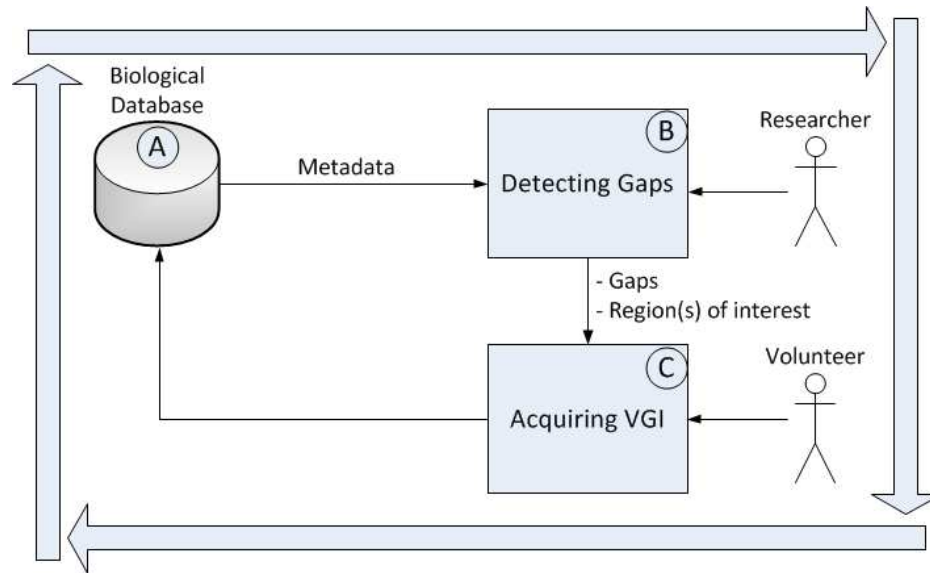 Biological
Database
A
Metadata
B
Detecting Gaps
Researcher
- Gaps
- Region(s) of interest
C
Acquiring VGI
Volunteer